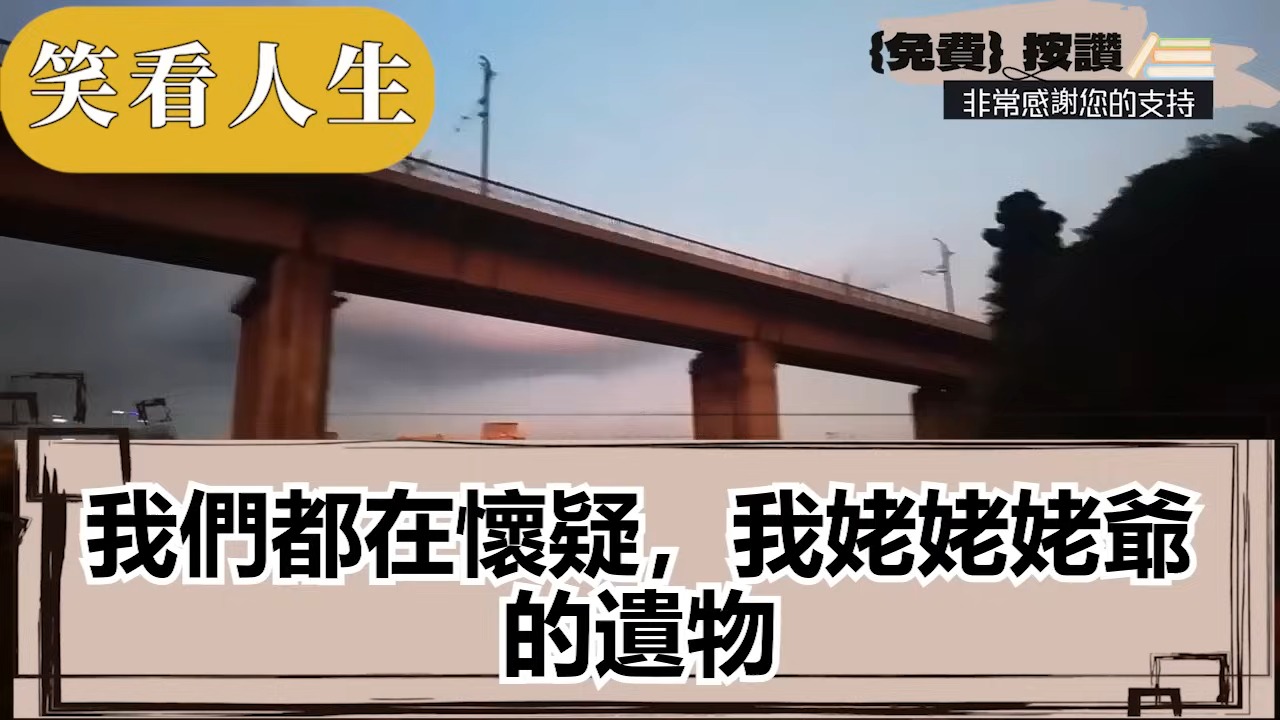 笑看人生
{免費} 按讚
非常感謝您的支持
我們都在懷疑，我姥姥姥爺
的遺物